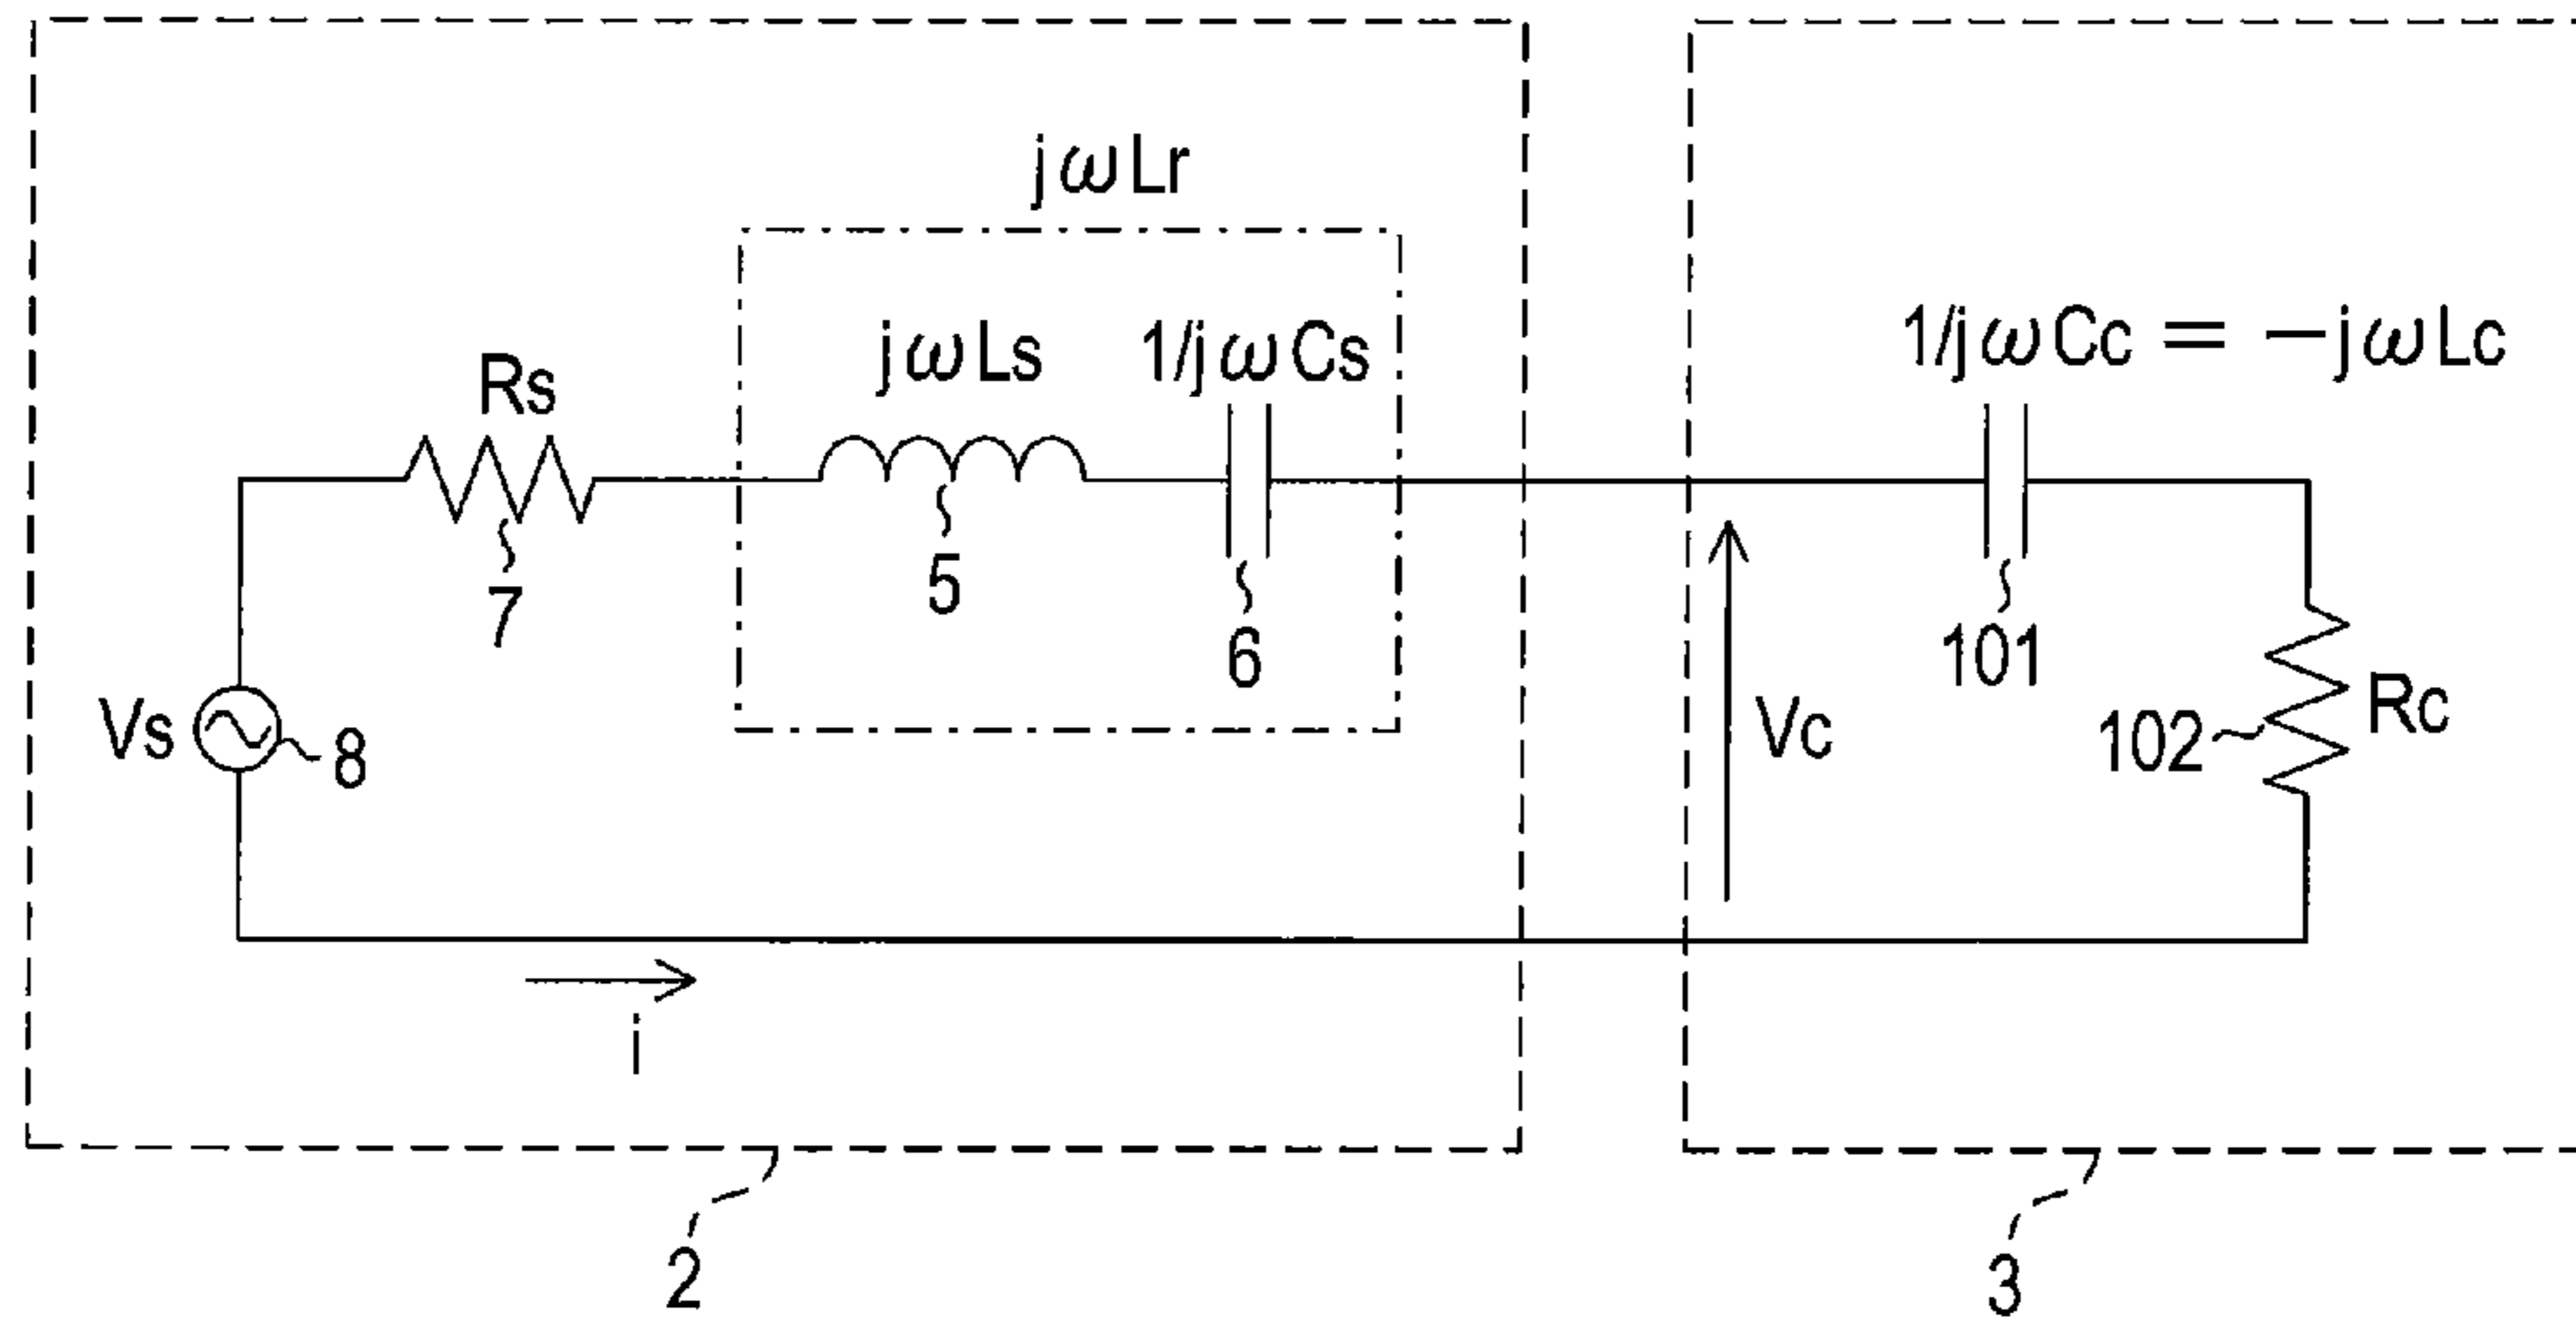 jωLr
jωLs
1/jωCs
1/jωCc = −jωLc
Rs
5
7
6
101
Vs
8
Vc
102
Rc
i
2
3